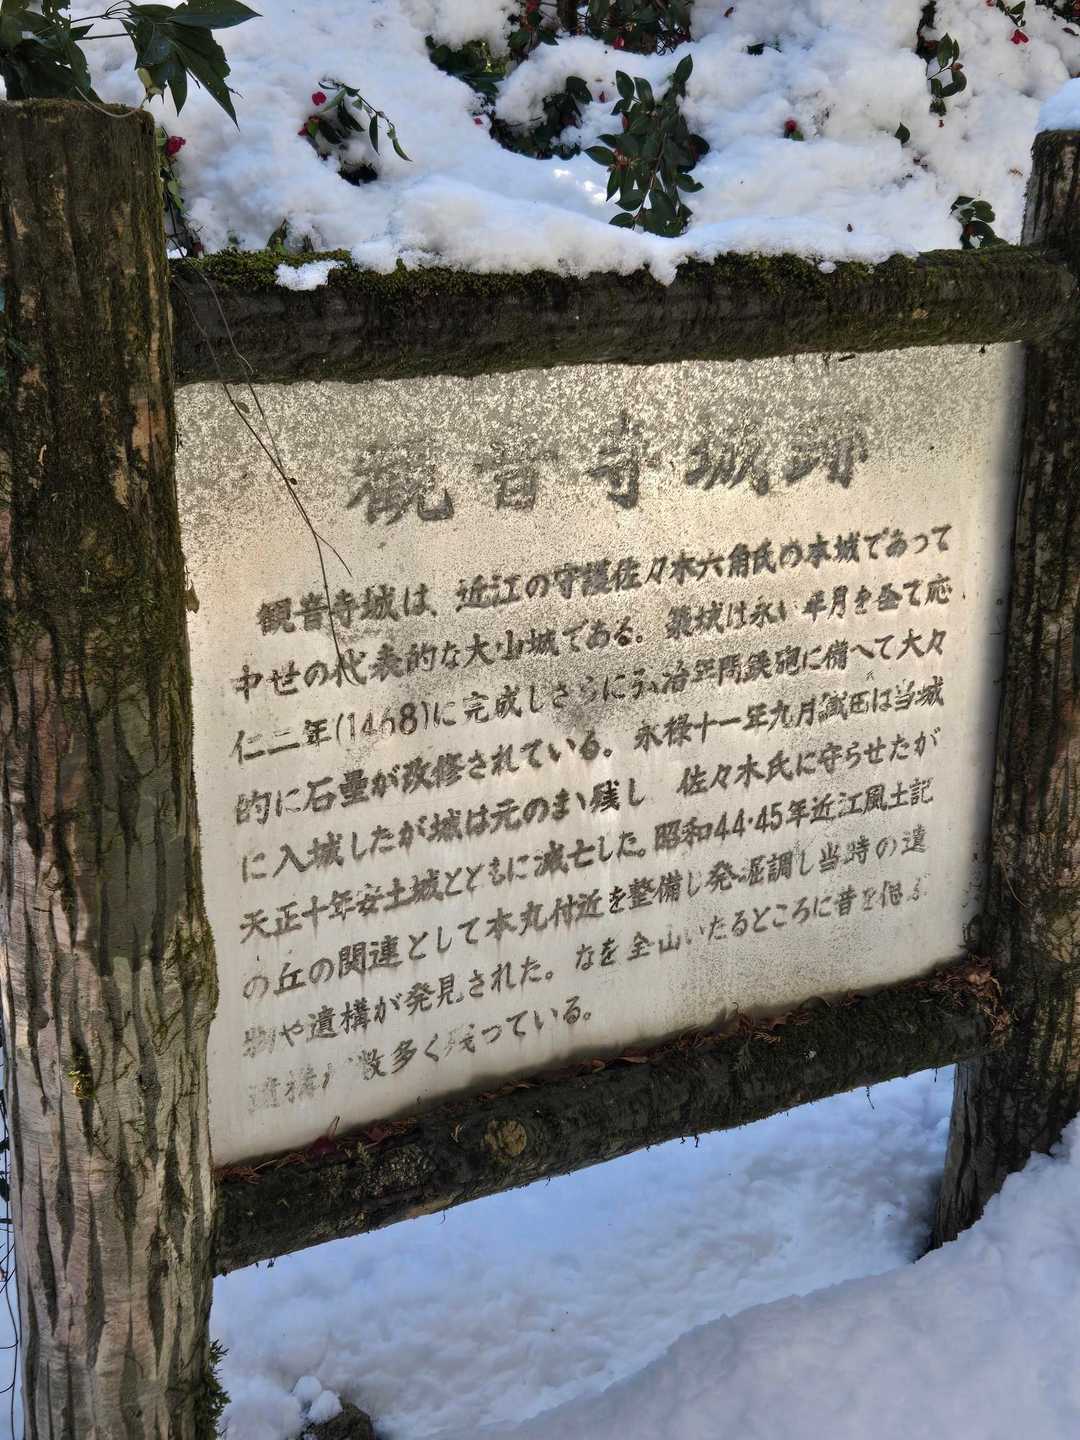 観音寺城跡
観音寺城は、近江の守護佐々木六角氏の本城であって
中世の代表的な大山城である。築城は永い年月を全て応
仁二年(1468)に完成しさらに弘治年間鉄砲に備へて大々
的に石塁が改修されている。永禄十一年九月織田は当城
に入城したが城は元のまゝ残し 佐々木氏に守らせたが
天正十年安土城とともに滅亡した。昭和44・45年近江風土記
の丘の関連として本丸付近を整備し発掘調し当時の遺
物や遺構が発見された。なを全山いたるところに昔を偲ぶ
遺構が数多く残っている。